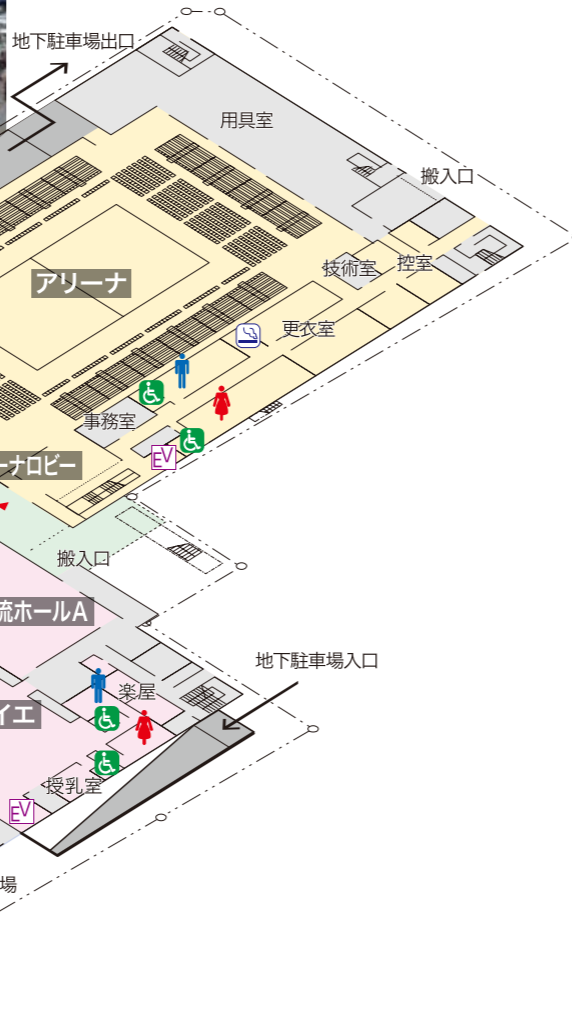 地下駐車場出口
用具室
搬入口
技術室
控室
アリーナ
更衣室
事務室
EV
ーナロビー
搬入口
流ホールA
地下駐車場入口
楽屋
イエ
授乳室
EV
場